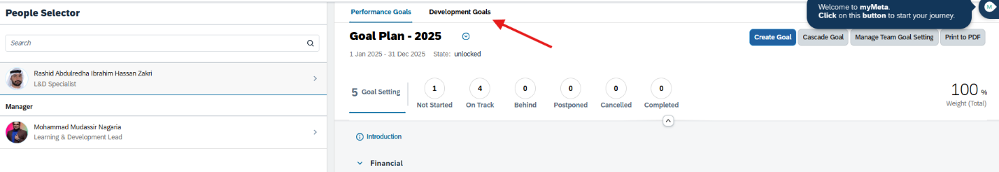 People Selector
Search
Rashid Abdulredha Ibrahim Hassan Zakri
L&D Specialist
Manager
Mohammad Mudassir Nagaria
Learning & Development Lead
Performance Goals
Development Goals
Welcome to myMeta.
Click on this button to start your journey.
M
Goal Plan - 2025
Create Goal
Cascade Goal
Manage Team Goal Setting
Print to PDF
1 Jan 2025 - 31 Dec 2025 State: unlocked
5 Goal Setting
1
Not Started
4
On Track
0
Behind
0
Postponed
0
Cancelled
0
Completed
100 %
Weight (Total)
Introduction
Financial